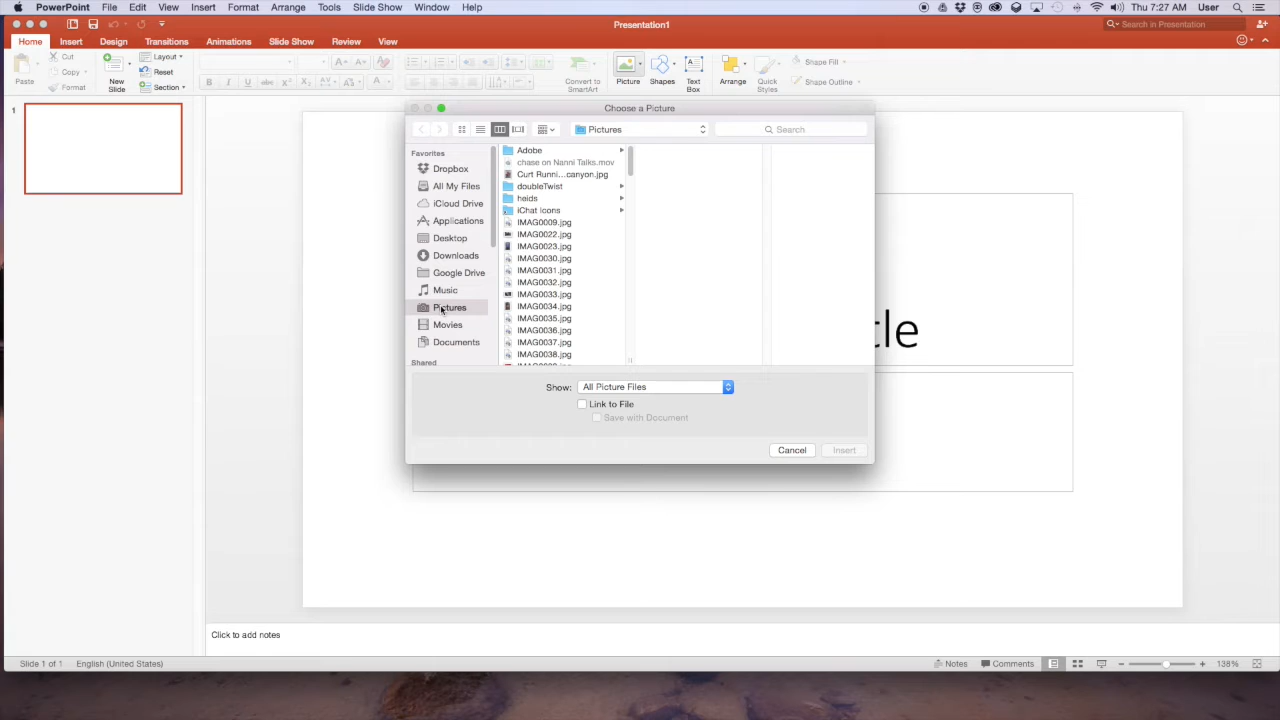 PowerPoint File Edit View Insert Format Arrange Tools Slide Show Window Help Thu 7:27 AM User
Presentation1
Search in Presentation
Home Insert Design Transitions Animations Slide Show Review View
Paste
Cut
Copy
Format
New Slide
Layout
Reset
Section
B I U abc X² X₂ AV Aa A
Convert to SmartArt
Picture
Shapes
Text Box
Arrange
Quick Styles
Shape Fill
Shape Outline
1
Choose a Picture
Pictures
Search
Favorites
Dropbox
All My Files
iCloud Drive
Applications
Desktop
Downloads
Google Drive
Music
Pictures
Movies
Documents
Shared
Adobe
chase on Nanni Talks.mov
Curt Runni...canyon.jpg
doubleTwist
heids
iChat Icons
IMAG0009.jpg
IMAG0022.jpg
IMAG0023.jpg
IMAG0030.jpg
IMAG0031.jpg
IMAG0032.jpg
IMAG0033.jpg
IMAG0034.jpg
IMAG0035.jpg
IMAG0036.jpg
IMAG0037.jpg
IMAG0038.jpg
Show: All Picture Files
Link to File
Save with Document
Cancel Insert
tle
Click to add notes
Slide 1 of 1 English (United States) Notes Comments 138%